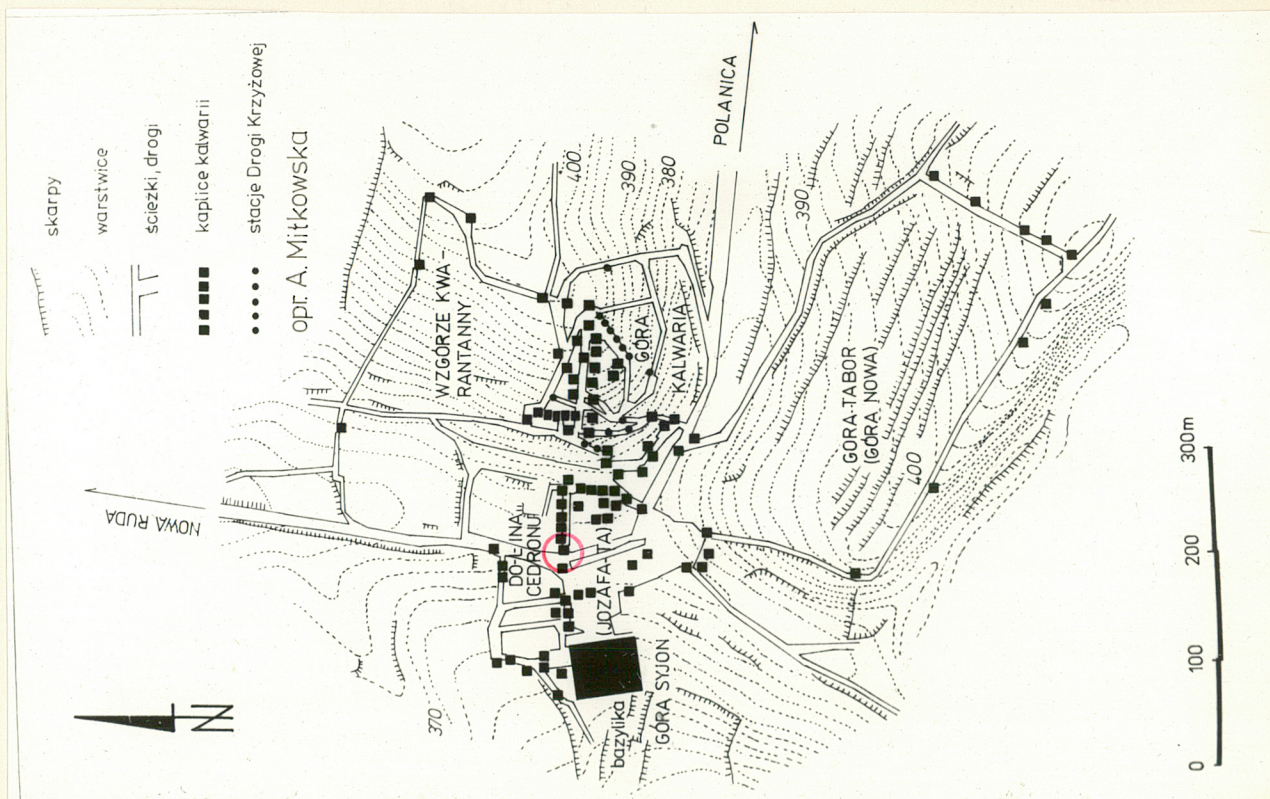 skarpy
warstwice
ścieżki, drogi
kapice kalwarii
stacje Drogi Krzyżowej
opr. A. Mitkowska
POLANICA
400
390
380
390
WZGÓRZE KWA-
RANTANNY
GÓRA
KALWARIA
GÓRA TABOR
(GÓRA NOWA)
400
NOWA RUDA
DO-L-INA
CEDRONU
(JOZAFA-TA)
bazylika
GÓRA SYJON
370
N
0
100
200
300m